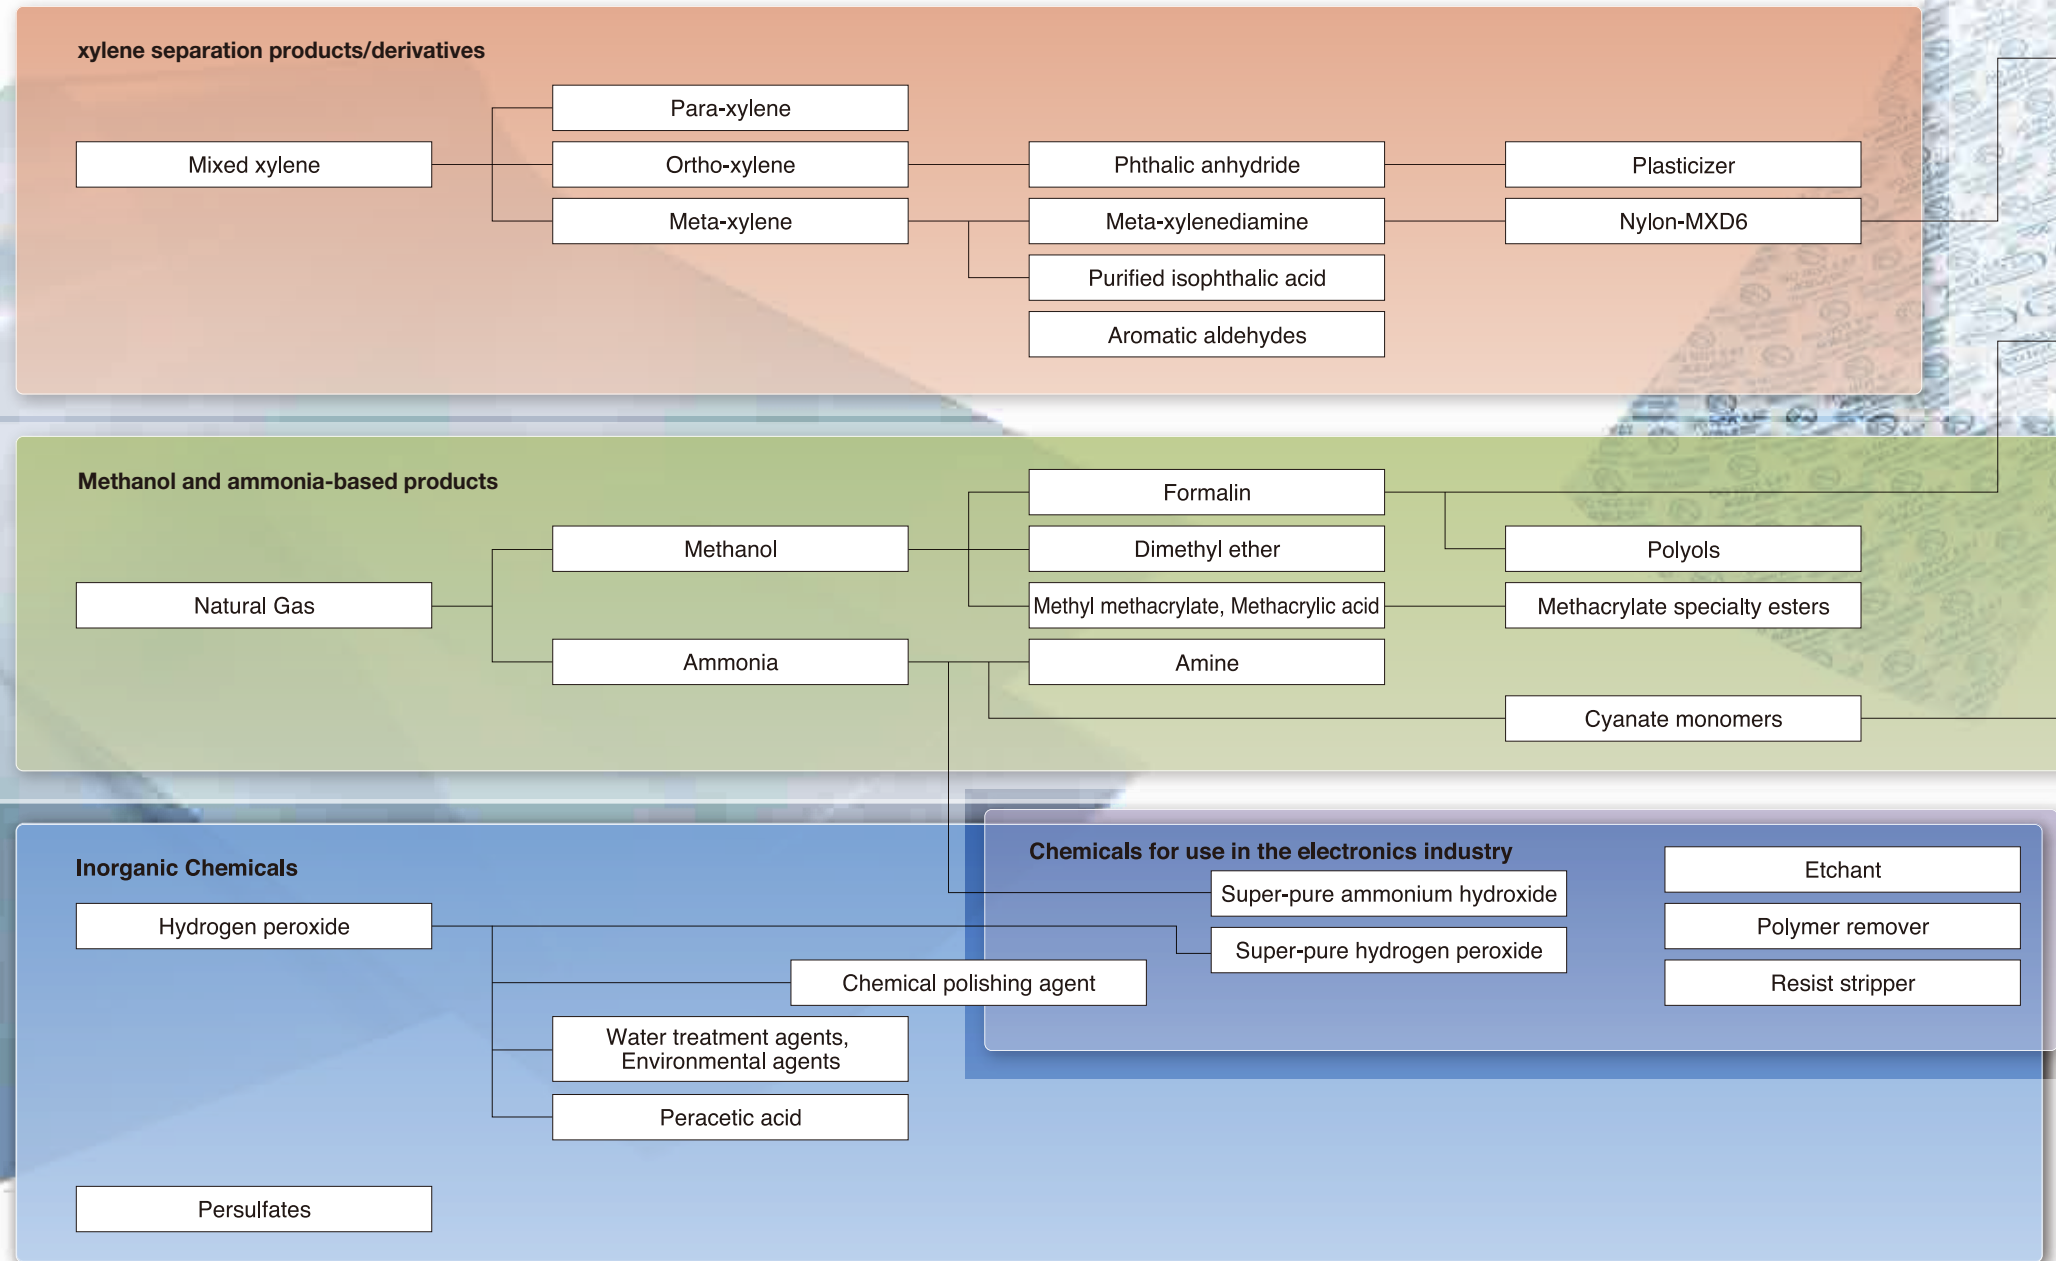 xylene separation products/derivatives
Para-xylene
Mixed xylene
Ortho-xylene
Phthalic anhydride
Plasticizer
Meta-xylene
Meta-xylenediamine
Nylon-MXD6
Purified isophthalic acid
Aromatic aldehydes
Methanol and ammonia-based products
Formalin
Methanol
Dimethyl ether
Polyols
Natural Gas
Methyl methacrylate, Methacrylic acid
Methacrylate specialty esters
Ammonia
Amine
Cyanate monomers
Inorganic Chemicals
Hydrogen peroxide
Chemical polishing agent
Water treatment agents,
Environmental agents
Peracetic acid
Persulfates
Chemicals for use in the electronics industry
Super-pure ammonium hydroxide
Super-pure hydrogen peroxide
Etchant
Polymer remover
Resist stripper